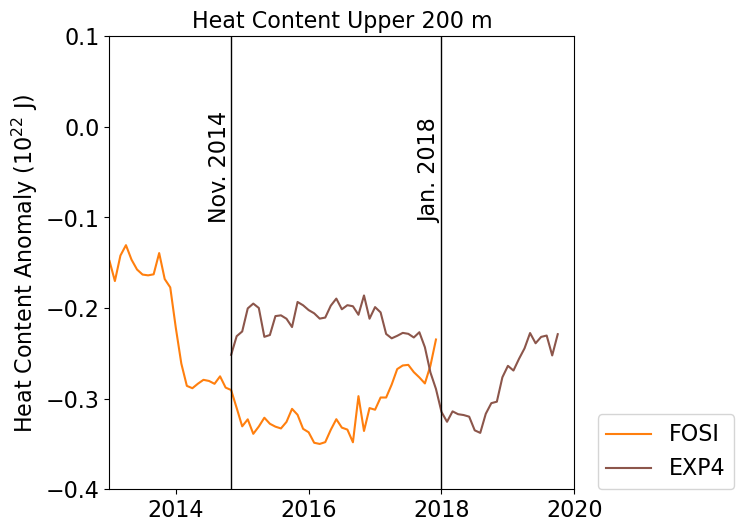 Heat Content Upper 200 m
Heat Content Anomaly (10²² J)
0.1
0.0
−0.1
−0.2
−0.3
−0.4
Nov. 2014
Jan. 2018
2014
2016
2018
2020
FOSI
EXP4